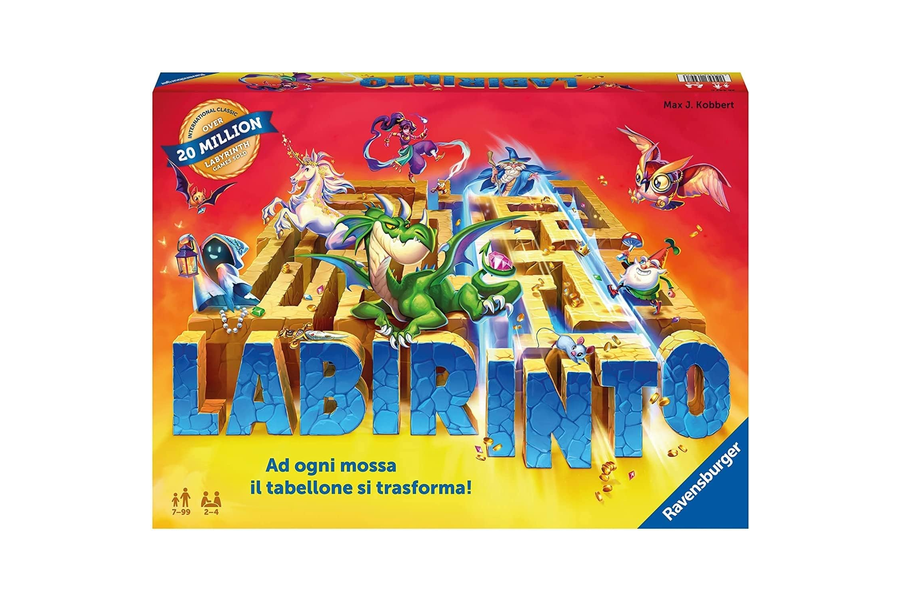 LABIRINTO
Max J. Kobbert
INTERNATIONAL CLASSIC
OVER
20 MILLION
LABYRINTH
GAMES SOLD
LABIRINTO
Ad ogni mossa
il tabellone si trasforma!
7-99
2-4
Ravensburger